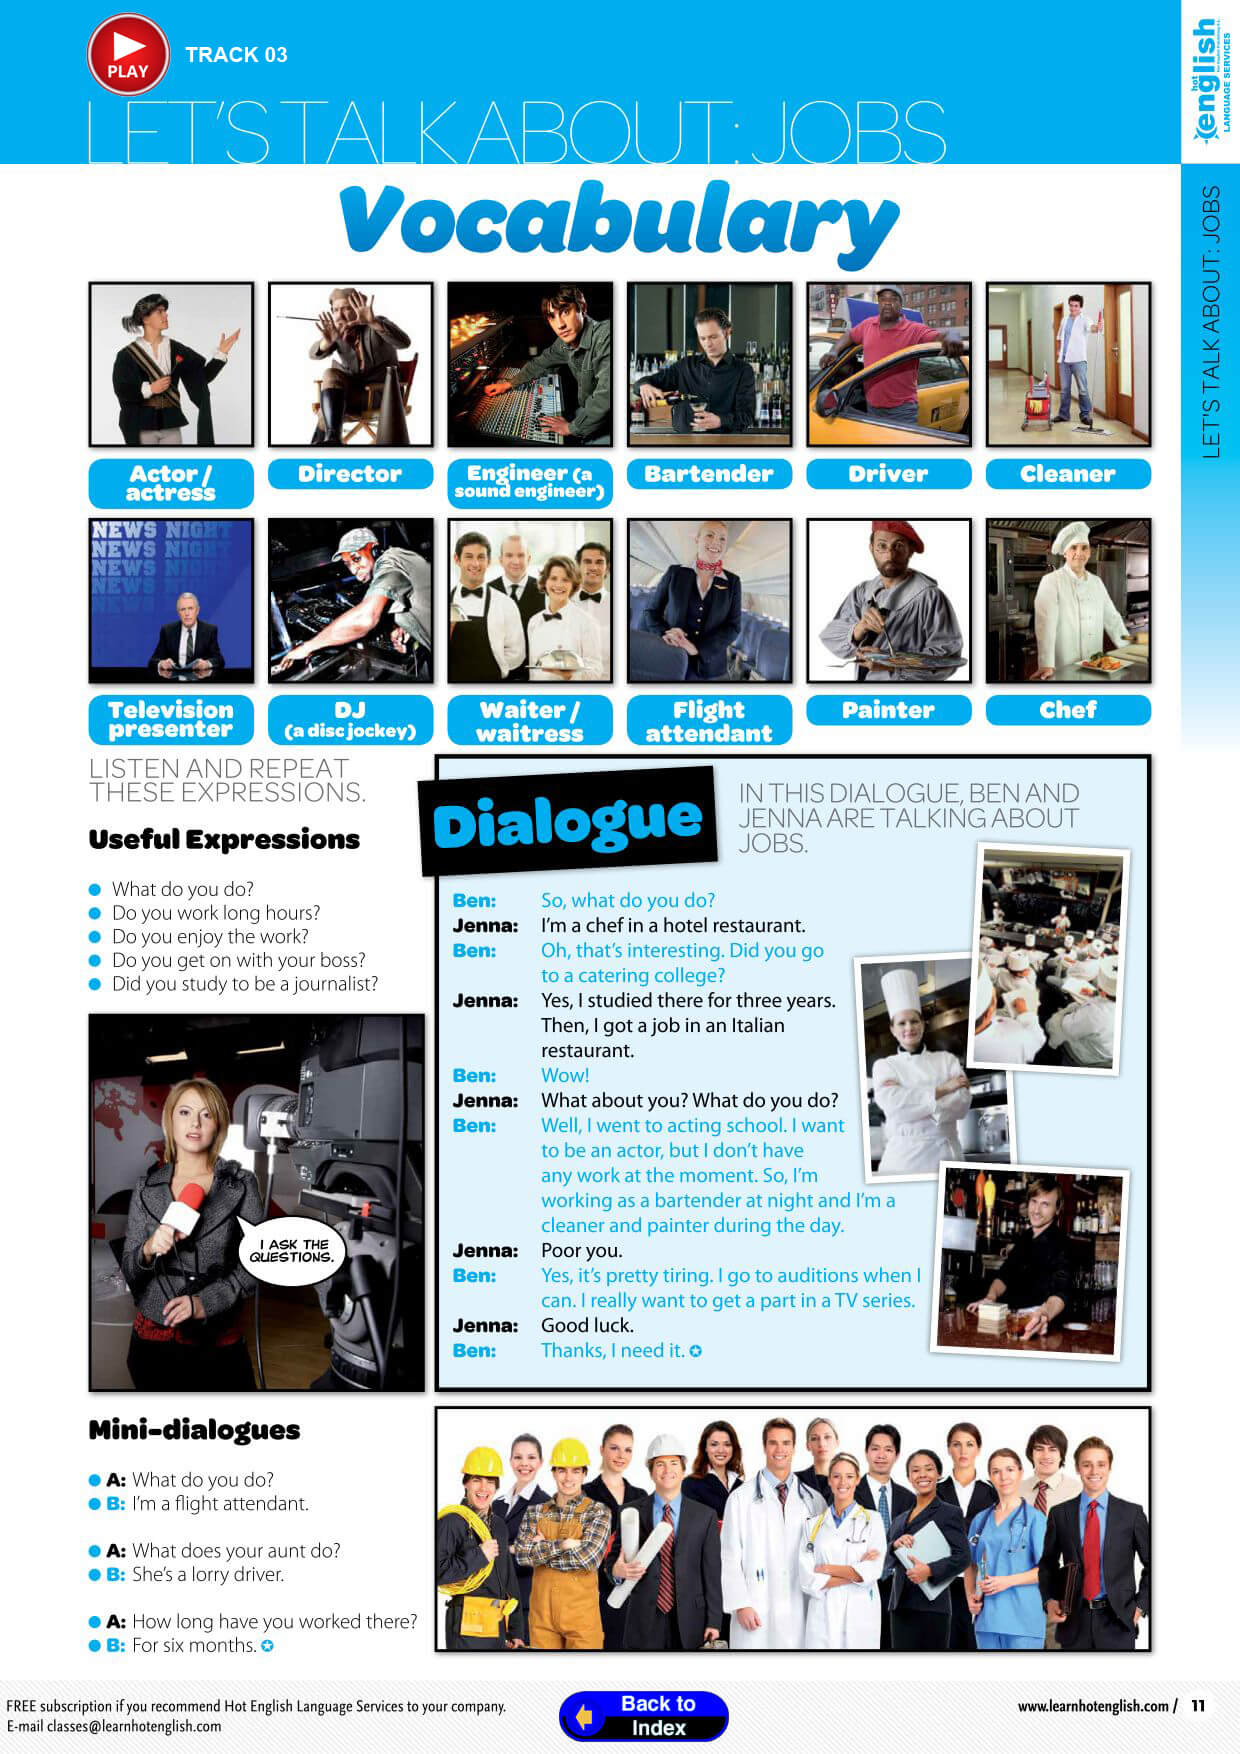 PLAY
TRACK 03
LET'S TALK ABOUT: JOBS
hot
english
LANGUAGE SERVICES
LET'S TALK ABOUT: JOBS
Vocabulary
Actor /
actress
Director
Engineer (a
sound engineer)
Bartender
Driver
Cleaner
NEWS NIGHT
NEWS NIGH
NEWS NIG
NEWS NI
NEWS
Television
presenter
DJ
(a disc jockey)
Waiter /
waitress
Flight
attendant
Painter
Chef
LISTEN AND REPEAT
THESE EXPRESSIONS.
Useful Expressions
What do you do?
Do you work long hours?
Do you enjoy the work?
Do you get on with your boss?
Did you study to be a journalist?
I ASK THE
QUESTIONS.
Dialogue
IN THIS DIALOGUE, BEN AND
JENNA ARE TALKING ABOUT
JOBS.
Ben: So, what do you do?
Jenna: I'm a chef in a hotel restaurant.
Ben: Oh, that's interesting. Did you go
to a catering college?
Jenna: Yes, I studied there for three years.
Then, I got a job in an Italian
restaurant.
Ben: Wow!
Jenna: What about you? What do you do?
Ben: Well, I went to acting school. I want
to be an actor, but I don't have
any work at the moment. So, I'm
working as a bartender at night and I'm a
cleaner and painter during the day.
Jenna: Poor you.
Ben: Yes, it's pretty tiring. I go to auditions when I
can. I really want to get a part in a TV series.
Jenna: Good luck.
Ben: Thanks, I need it.
Mini-dialogues
A: What do you do?
B: I'm a flight attendant.
A: What does your aunt do?
B: She's a lorry driver.
A: How long have you worked there?
B: For six months.
FREE subscription if you recommend Hot English Language Services to your company.
E-mail classes@learnhotenglish.com
Back to
Index
www.learnhotenglish.com / 11